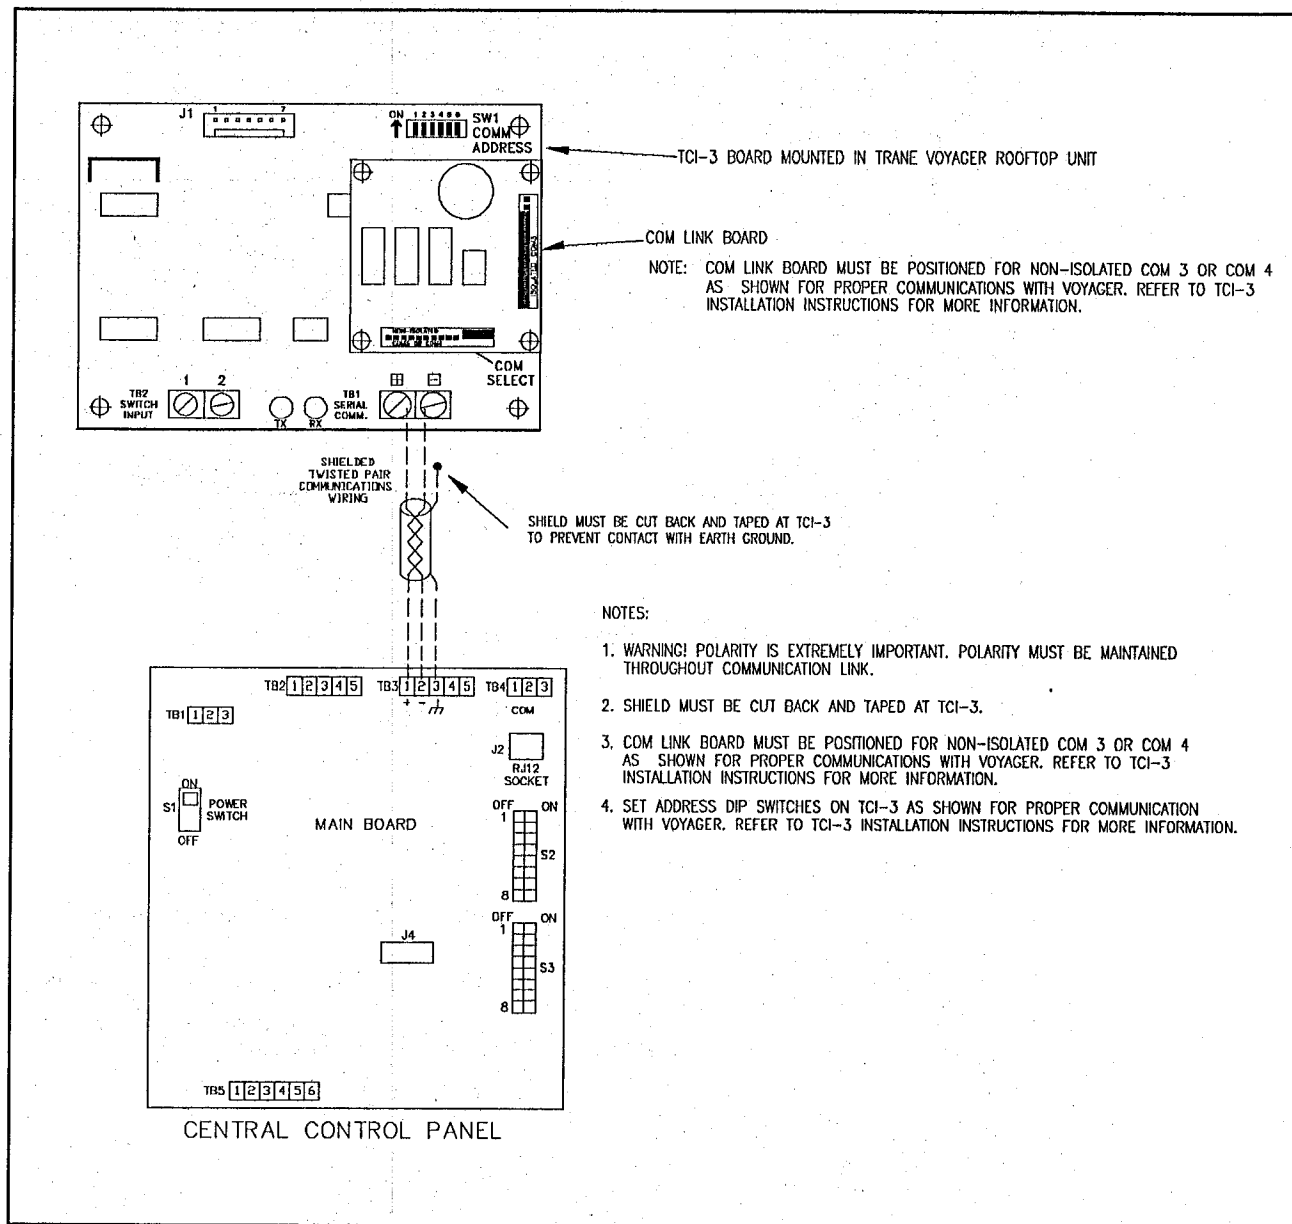 J1
1 7
ON 1 2 3 4 5 6
SW1
COMM
ADDRESS
TCI-3 BOARD MOUNTED IN TRANE VOYAGER ROOFTOP UNIT
COM LINK BOARD
NOTE: COM LINK BOARD MUST BE POSITIONED FOR NON-ISOLATED COM 3 OR COM 4
AS SHOWN FOR PROPER COMMUNICATIONS WITH VOYAGER. REFER TO TCI-3
INSTALLATION INSTRUCTIONS FOR MORE INFORMATION.
ISOLATED COM3
NON-ISOLATED
COM3 OR COM4
COM
SELECT
TB2
SWITCH
INPUT
1 2
TX RX
TB1
SERIAL
COMM.
+ -
SHIELDED
TWISTED PAIR
COMMUNICATIONS
WIRING
SHIELD MUST BE CUT BACK AND TAPED AT TCI-3
TO PREVENT CONTACT WITH EARTH GROUND.
NOTES:
1. WARNING! POLARITY IS EXTREMELY IMPORTANT. POLARITY MUST BE MAINTAINED
THROUGHOUT COMMUNICATION LINK.
2. SHIELD MUST BE CUT BACK AND TAPED AT TCI-3.
3. COM LINK BOARD MUST BE POSITIONED FOR NON-ISOLATED COM 3 OR COM 4
AS SHOWN FOR PROPER COMMUNICATIONS WITH VOYAGER. REFER TO TCI-3
INSTALLATION INSTRUCTIONS FOR MORE INFORMATION.
4. SET ADDRESS DIP SWITCHES ON TCI-3 AS SHOWN FOR PROPER COMMUNICATION
WITH VOYAGER. REFER TO TCI-3 INSTALLATION INSTRUCTIONS FOR MORE INFORMATION.
TB2 1 2 3 4 5
TB3 1 2 3 4 5
+ -
TB4 1 2 3
COM
TB1 1 2 3
J2
RJ12
SOCKET
ON
S1
POWER
SWITCH
OFF
MAIN BOARD
OFF ON
1
S2
8
OFF ON
1
S3
8
J4
TB5 1 2 3 4 5 6
CENTRAL CONTROL PANEL